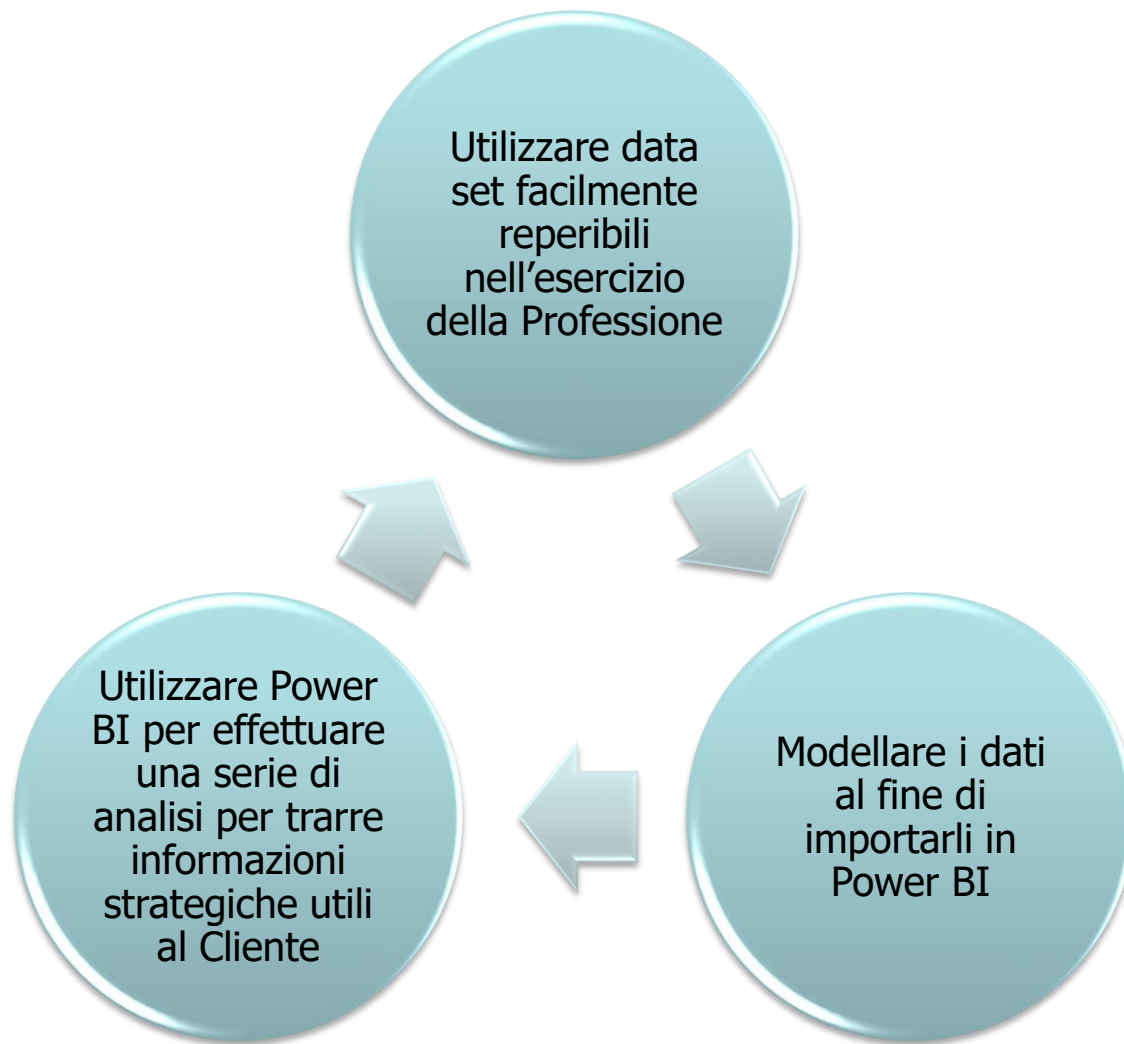 Utilizzare data
set facilmente
reperibili
nell’esercizio
della Professione
Modellare i dati
al fine di
importarli in
Power BI
Utilizzare Power
BI per effettuare
una serie di
analisi per trarre
informazioni
strategiche utili
al Cliente